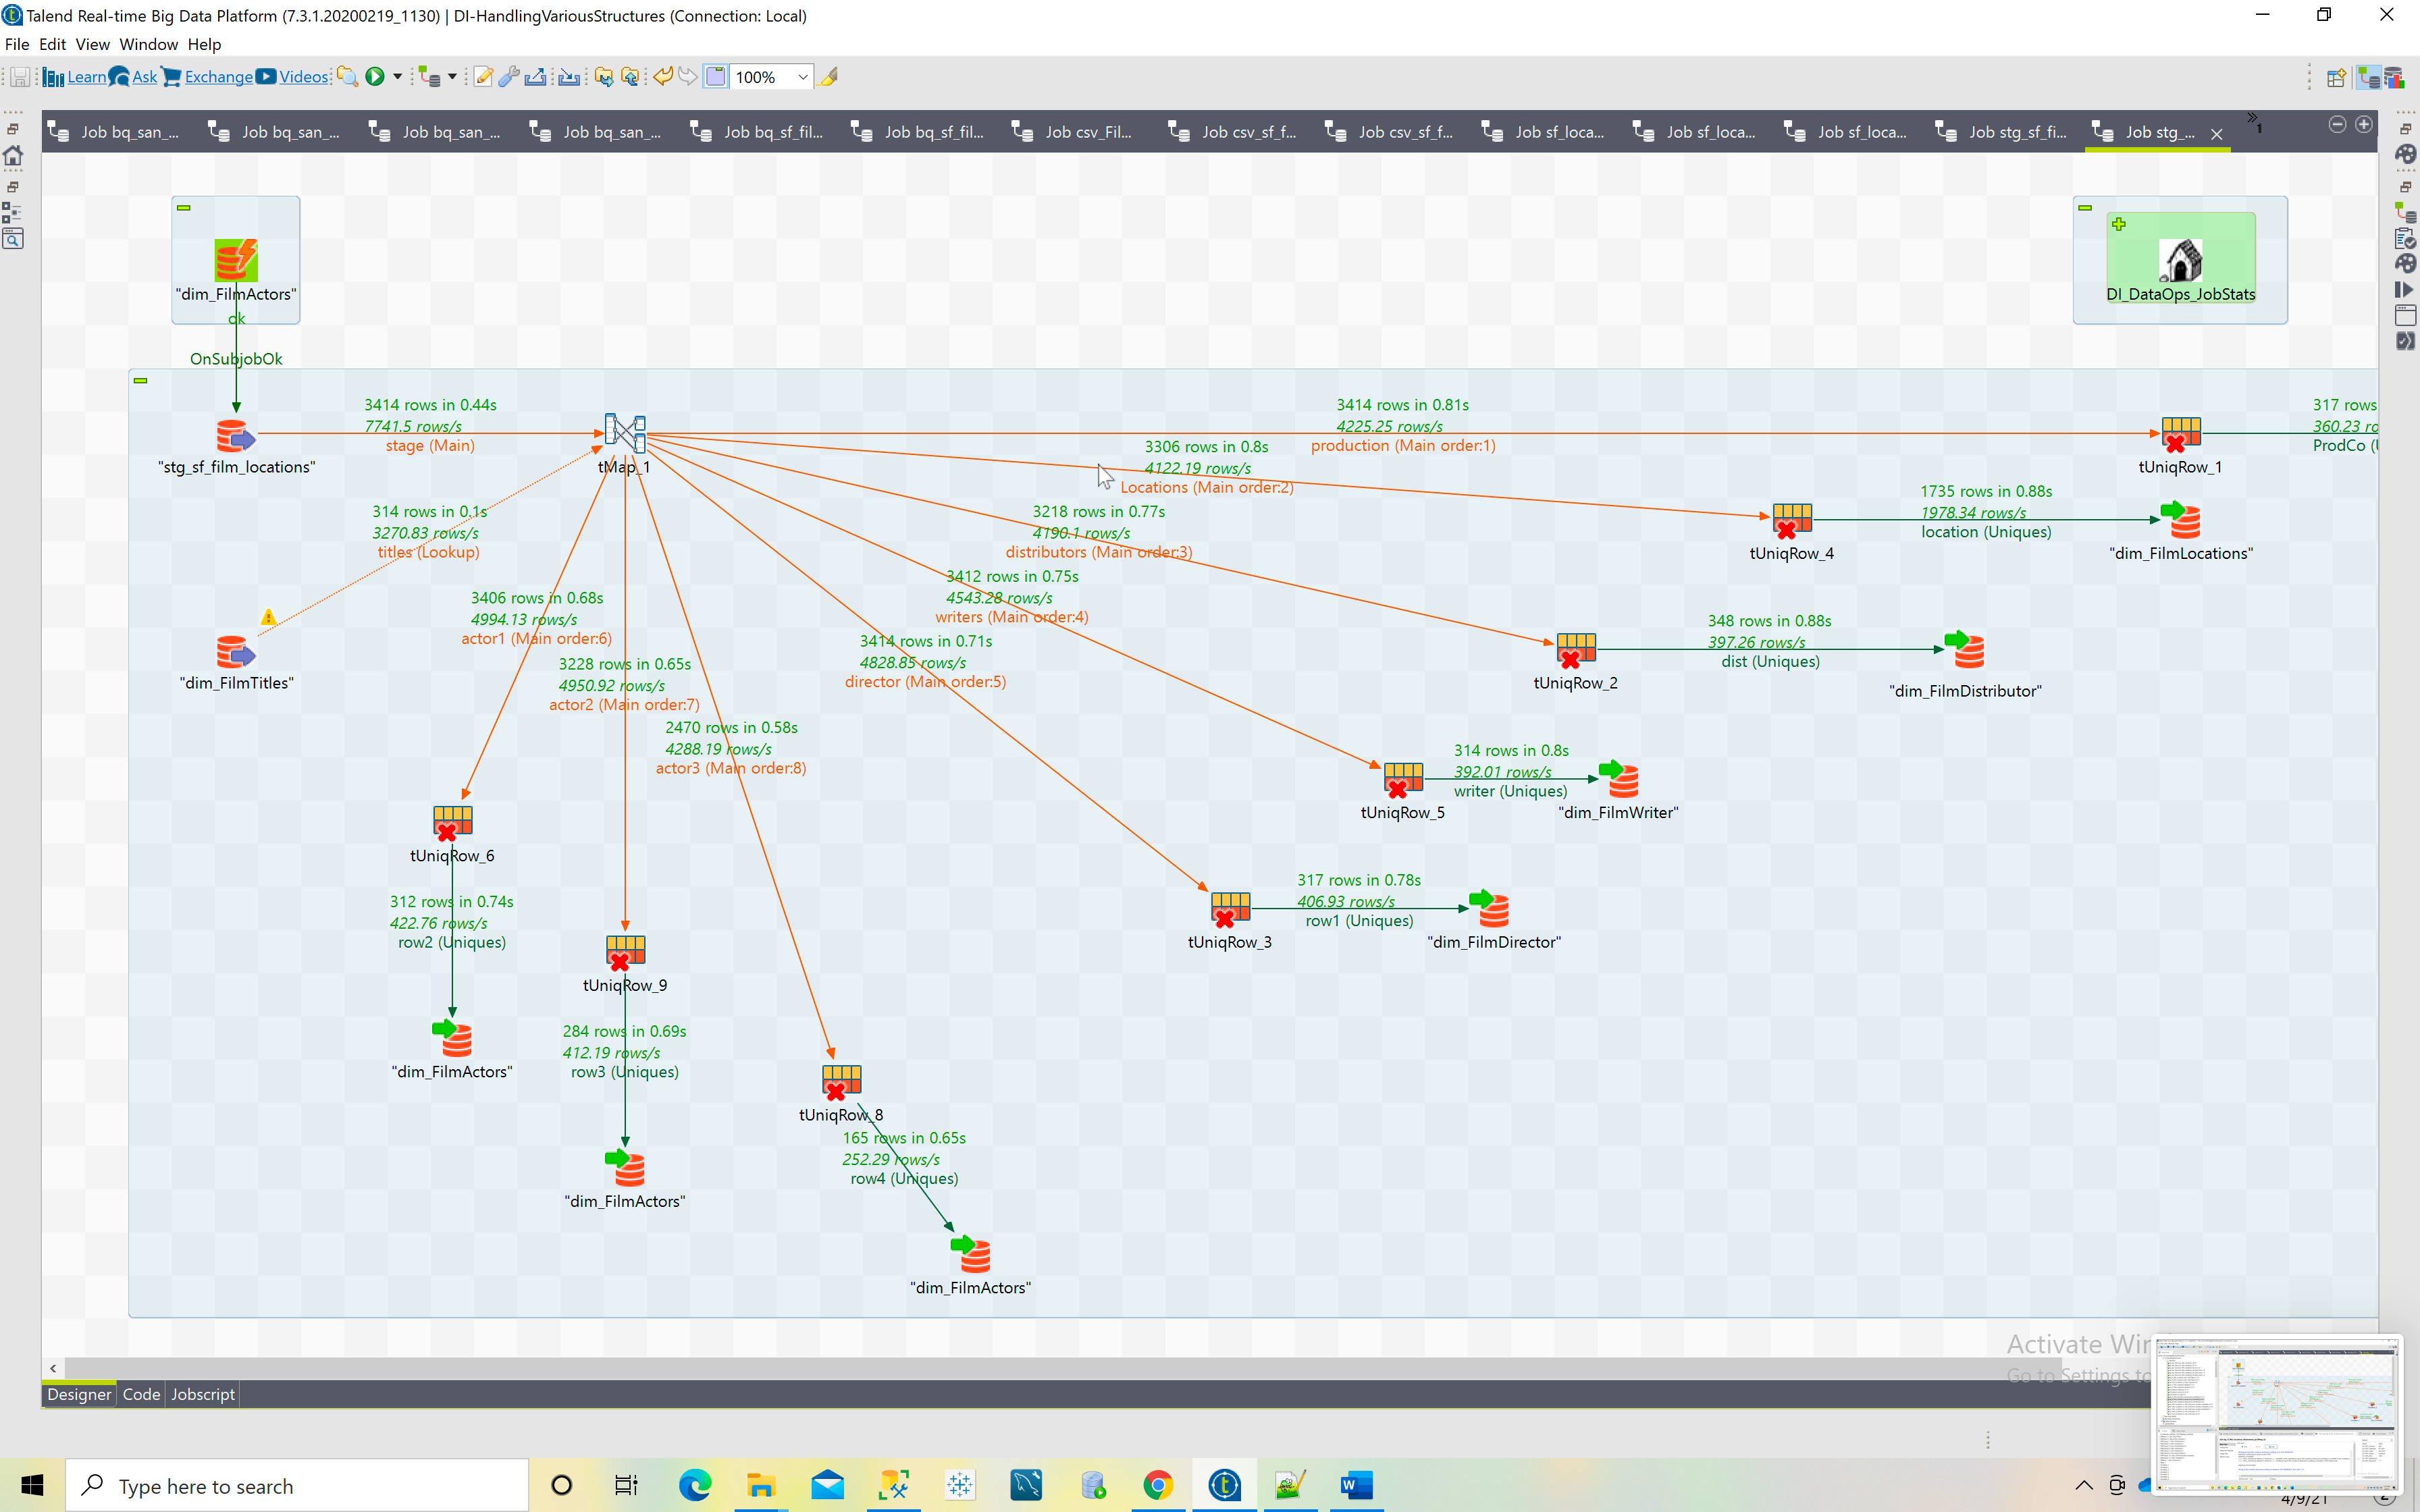 Talend Real-time Big Data Platform (7.3.1.20200219_1130) | DI-HandlingVariousStructures (Connection: Local)
File Edit View Window Help
Learn Ask Exchange Videos 100%
Job bq_san_... Job bq_san_... Job bq_san_... Job bq_san_... Job bq_sf_fil... Job bq_sf_fil... Job csv_Fil... Job csv_sf_f... Job csv_sf_f... Job sf_loca... Job sf_loca... Job sf_loca... Job stg_sf_fi... Job stg_... 1
"dim_FilmActors"
ok
OnSubjobOk
DI_DataOps_JobStats
3414 rows in 0.44s
7741.5 rows/s
stage (Main)
"stg_sf_film_locations"
tMap_1
3414 rows in 0.81s
4225.25 rows/s
production (Main order:1)
317 rows
360.23 ro
ProdCo (
tUniqRow_1
3306 rows in 0.8s
4122.19 rows/s
Locations (Main order:2)
1735 rows in 0.88s
1978.34 rows/s
location (Uniques)
tUniqRow_4
"dim_FilmLocations"
314 rows in 0.1s
3270.83 rows/s
titles (Lookup)
3218 rows in 0.77s
4190.1 rows/s
distributors (Main order:3)
3412 rows in 0.75s
4543.28 rows/s
writers (Main order:4)
3406 rows in 0.68s
4994.13 rows/s
actor1 (Main order:6)
3414 rows in 0.71s
4828.85 rows/s
director (Main order:5)
348 rows in 0.88s
397.26 rows/s
dist (Uniques)
"dim_FilmTitles"
tUniqRow_2
"dim_FilmDistributor"
3228 rows in 0.65s
4950.92 rows/s
actor2 (Main order:7)
2470 rows in 0.58s
4288.19 rows/s
actor3 (Main order:8)
314 rows in 0.8s
392.01 rows/s
writer (Uniques)
tUniqRow_5
"dim_FilmWriter"
tUniqRow_6
312 rows in 0.74s
422.76 rows/s
row2 (Uniques)
317 rows in 0.78s
406.93 rows/s
row1 (Uniques)
tUniqRow_3
"dim_FilmDirector"
tUniqRow_9
284 rows in 0.69s
412.19 rows/s
row3 (Uniques)
"dim_FilmActors"
tUniqRow_8
165 rows in 0.65s
252.29 rows/s
row4 (Uniques)
"dim_FilmActors"
"dim_FilmActors"
Activate Wir
Go to Settings to
Designer Code Jobscript
Type here to search
4/9/21